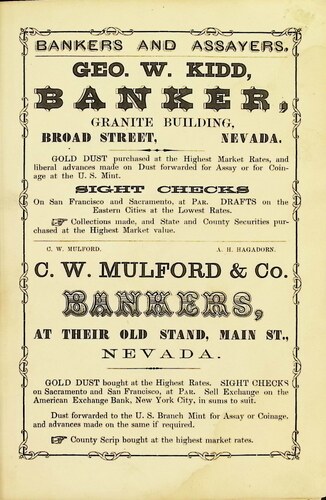 BANKERS AND ASSAYERS.
GEO. W. KIDD,
BANKER,
GRANITE BUILDING,
BROAD STREET, NEVADA.
GOLD DUST purchased at the Highest Market Rates, and
liberal advances made on Dust forwarded for Assay or for Coin-
age at the U. S. Mint.
SIGHT CHECKS
On San Francisco and Sacramento, at PAR. DRAFTS on the
Eastern Cities at the Lowest Rates.
☞ Collections made, and State and County Securities pur-
chased at the Highest Market value.
C. W. MULFORD. A. H. HAGADORN.
C. W. MULFORD & Co.
BANKERS,
AT THEIR OLD STAND, MAIN ST.,
NEVADA.
GOLD DUST bought at the Highest Rates. SIGHT CHECKS
on Sacramento and San Francisco, at PAR. Sell Exchange on the
American Exchange Bank, New York City, in sums to suit.
Dust forwarded to the U. S. Branch Mint for Assay or Coinage,
and advances made on the same if required.
☞ County Scrip bought at the highest market rates.